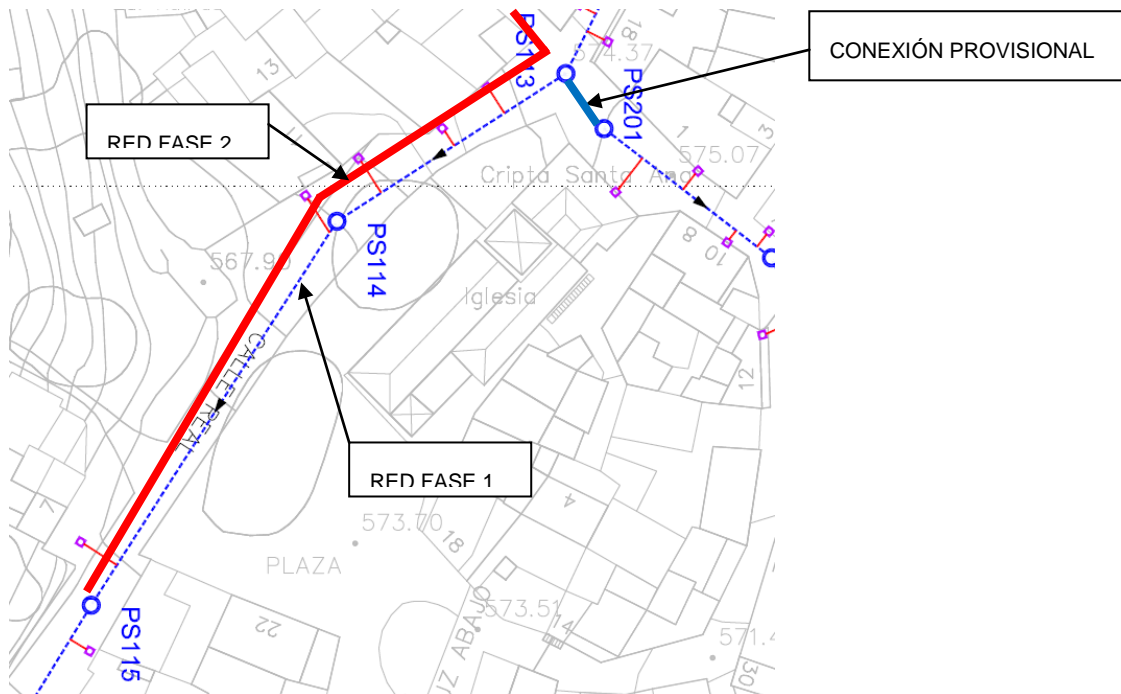 CONEXIÓN PROVISIONAL
18
PS113
574.37
13
PS201
RED FASE 2
11
1
3
575.07
Cripta Santa Ana
PS114
8
10
567.90
Iglesia
CALLE REAL
12
RED FASE 1
4
7
573.70
18
PLAZA
573.51
14
22
ABAJO
PS115
30